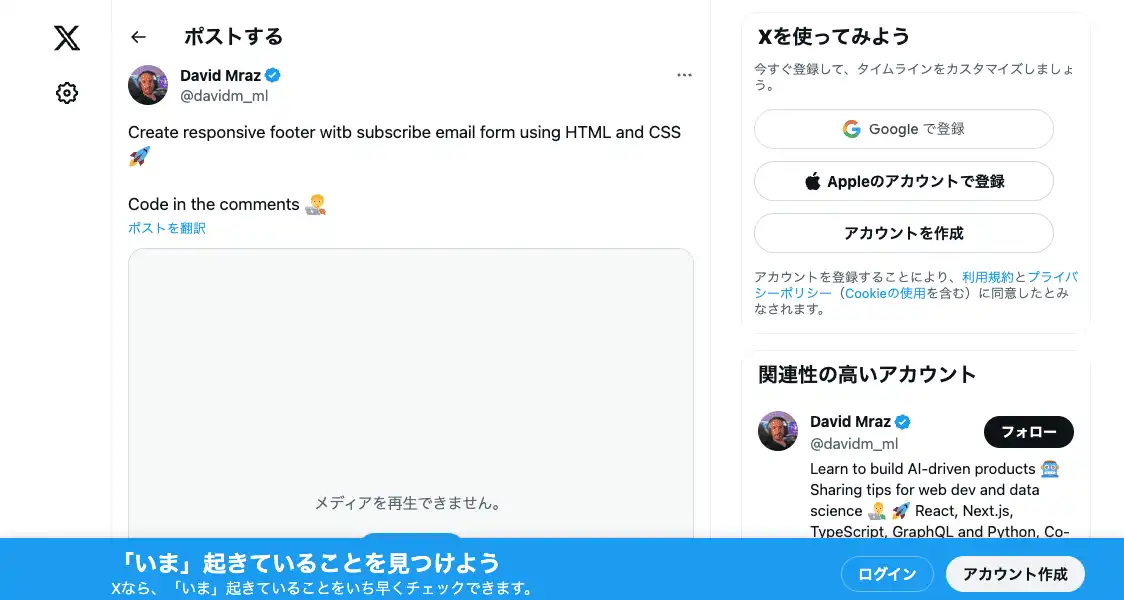 ポストする
David Mraz
@davidm_ml
Create responsive footer witb subscribe email form using HTML and CSS
🚀
Code in the comments 🧑‍💻
ポストを翻訳
メディアを再生できません。
Xを使ってみよう
今すぐ登録して、タイムラインをカスタマイズしましょ
う。
Google で登録
Appleのアカウントで登録
アカウントを作成
アカウントを登録することにより、利用規約とプライバ
シーポリシー（Cookieの使用を含む）に同意したとみ
なされます。
関連性の高いアカウント
David Mraz
@davidm_ml
フォロー
Learn to build AI-driven products 🤖
Sharing tips for web dev and data
science 👨‍💻 🚀 React, Next.js,
TypeScript, GraphQL and Python, Co-
「いま」起きていることを見つけよう
Xなら、「いま」起きていることをいち早くチェックできます。
ログイン
アカウント作成